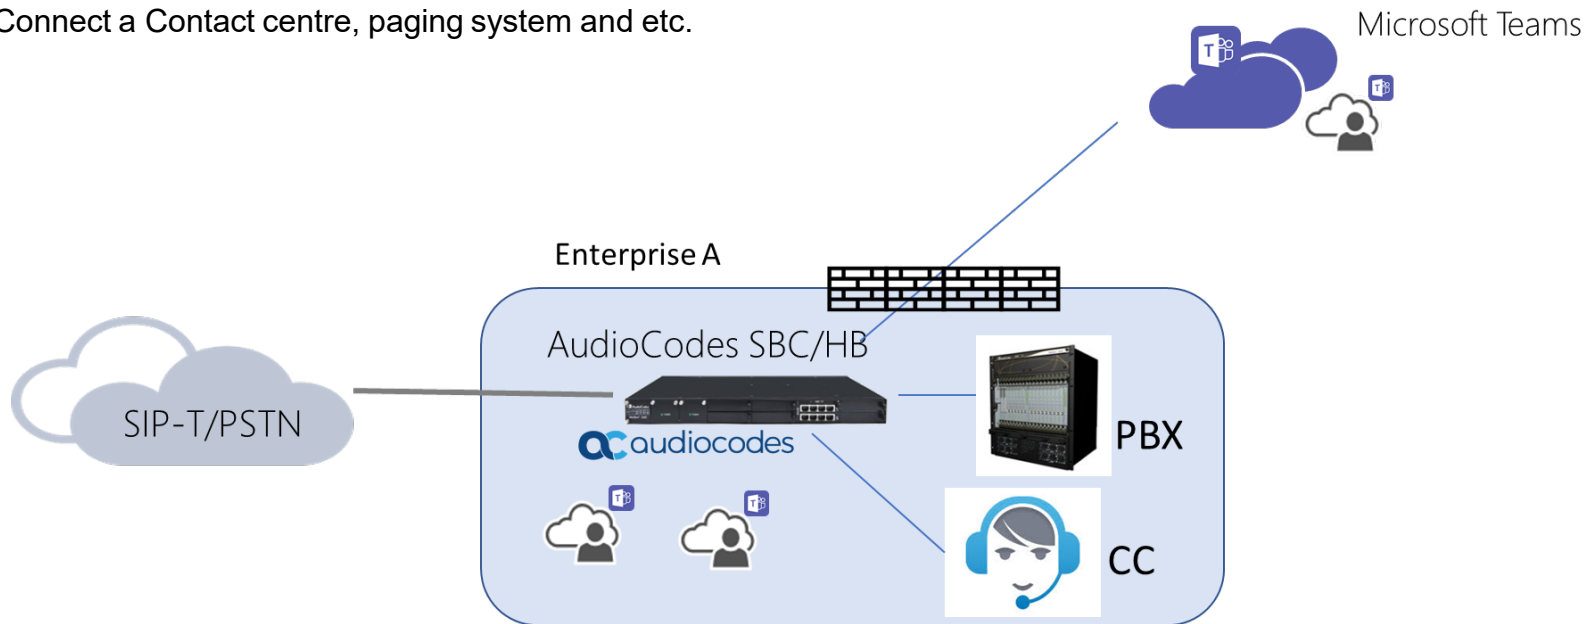 Connect a Contact centre, paging system and etc.
Microsoft Teams
Enterprise A
AudioCodes SBC/HB
SIP-T/PSTN
audiocodes
PBX
CC